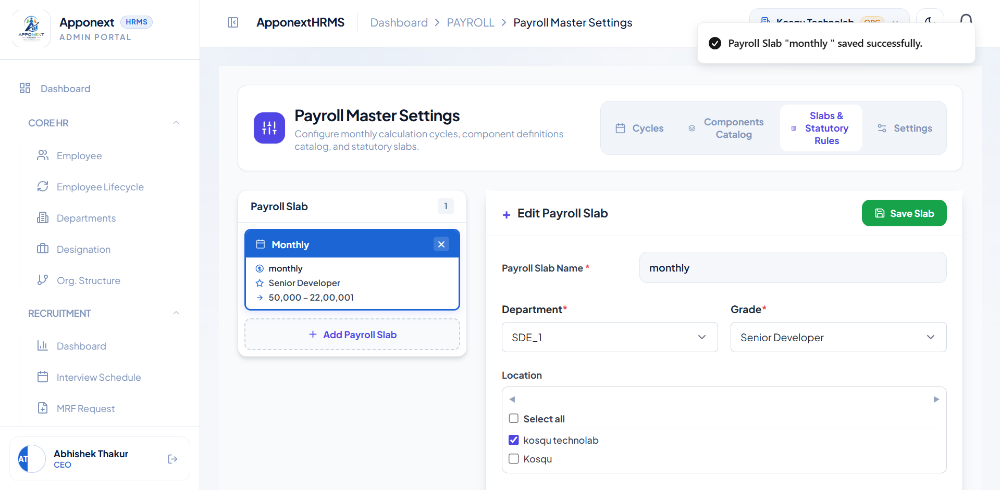 Apponext HRMS
ADMIN PORTAL
APPONEXT
HRMS
Dashboard
CORE HR
Employee
Employee Lifecycle
Departments
Designation
Org. Structure
RECRUITMENT
Dashboard
Interview Schedule
MRF Request
AT
Abhishek Thakur
CEO
ApponextHRMS
Dashboard > PAYROLL > Payroll Master Settings
Kosqu Technolab ORG
Payroll Slab "monthly " saved successfully.
Payroll Master Settings
Configure monthly calculation cycles, component definitions
catalog, and statutory slabs.
Cycles
Components
Catalog
Slabs &
Statutory
Rules
Settings
Payroll Slab 1
Monthly
monthly
Senior Developer
50,000 – 22,00,001
+ Add Payroll Slab
+ Edit Payroll Slab
Save Slab
Payroll Slab Name * monthly
Department*
SDE_1
Grade*
Senior Developer
Location
Select all
kosqu technolab
Kosqu